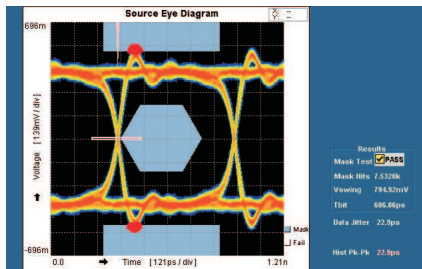 Source Eye Diagram
X: --
Y: --
696m
Voltage [139mV / div]
-696m
0.0
Time [121ps / div]
1.21n
Mask
Fail
Results
Mask Test PASS
Mask Hits 7.5320k
Vswing 794.92mV
Tbit 606.86ps
Data Jitter 22.9ps
Hist Pk-Pk 22.9ps